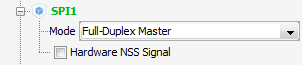 SPI1
Mode Full-Duplex Master
Hardware NSS Signal